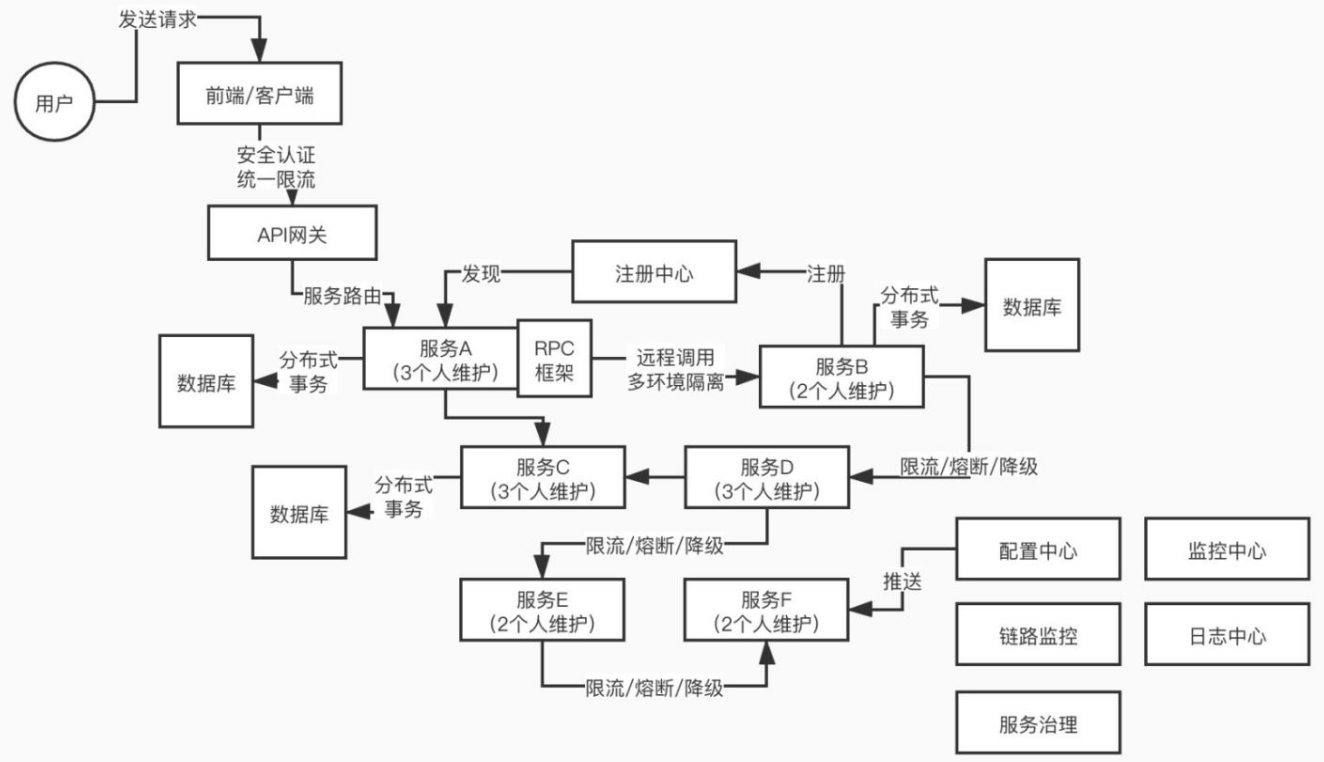 发送请求
用户
前端/客户端
安全认证
统一限流
API网关
服务路由
发现
注册中心
注册
分布式
事务
数据库
数据库
分布式
事务
服务A
(3个人维护)
RPC
框架
远程调用
多环境隔离
服务B
(2个人维护)
数据库
分布式
事务
服务C
(3个人维护)
服务D
(3个人维护)
限流/熔断/降级
限流/熔断/降级
服务E
(2个人维护)
服务F
(2个人维护)
推送
限流/熔断/降级
配置中心
监控中心
链路监控
日志中心
服务治理